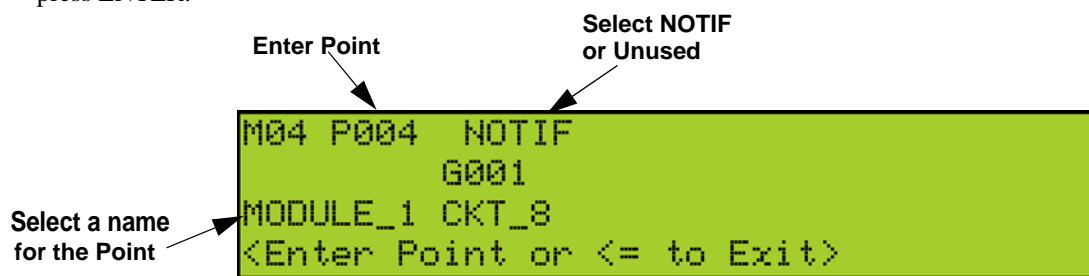 press ENTER.
Select NOTIF
or Unused
Enter Point
M04 P004 NOTIF
G001
MODULE_1 CKT_8
<Enter Point or <= to Exit>
Select a name
for the Point